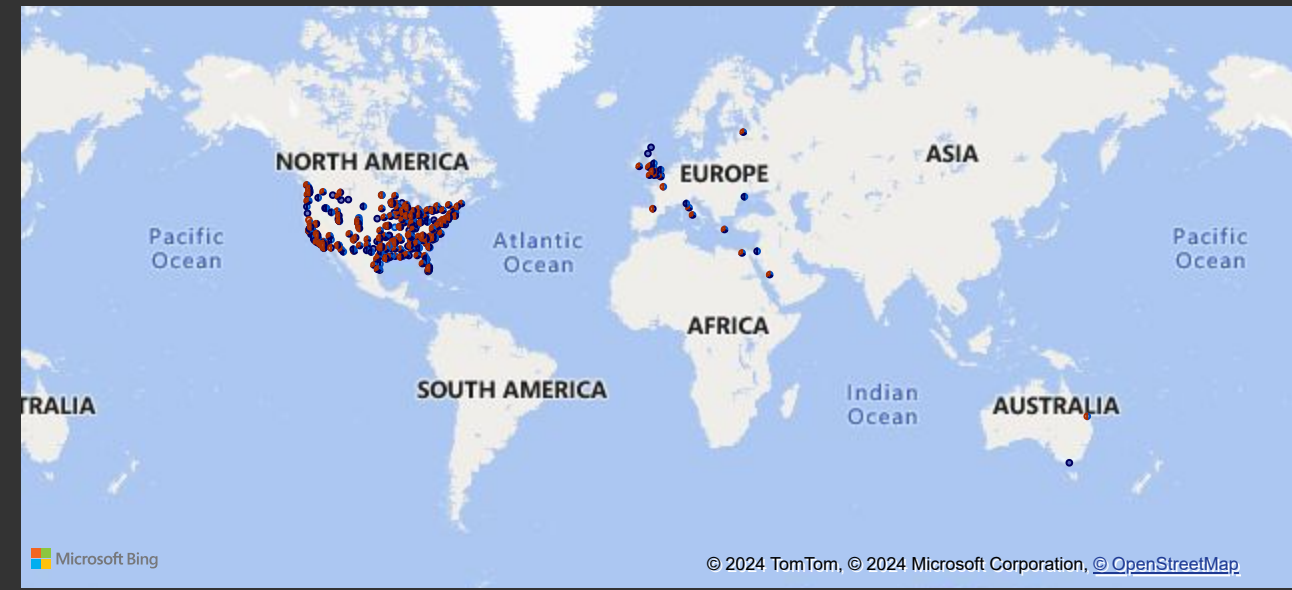 NORTH AMERICA
EUROPE
ASIA
Pacific
Ocean
Atlantic
Ocean
Pacific
Ocean
AFRICA
SOUTH AMERICA
Indian
Ocean
TRALIA
AUSTRALIA
Microsoft Bing
© 2024 TomTom, © 2024 Microsoft Corporation, © OpenStreetMap